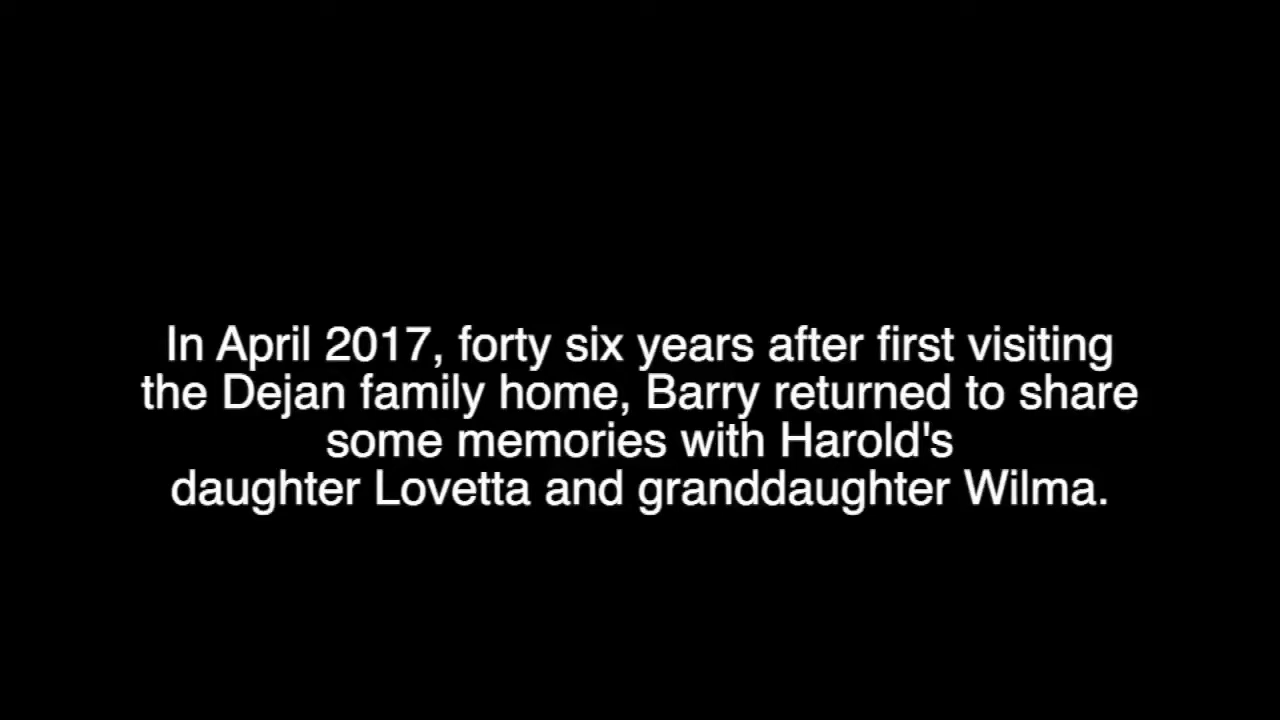 In April 2017, forty six years after first visiting
the Dejan family home, Barry returned to share
some memories with Harold's
daughter Lovetta and granddaughter Wilma.